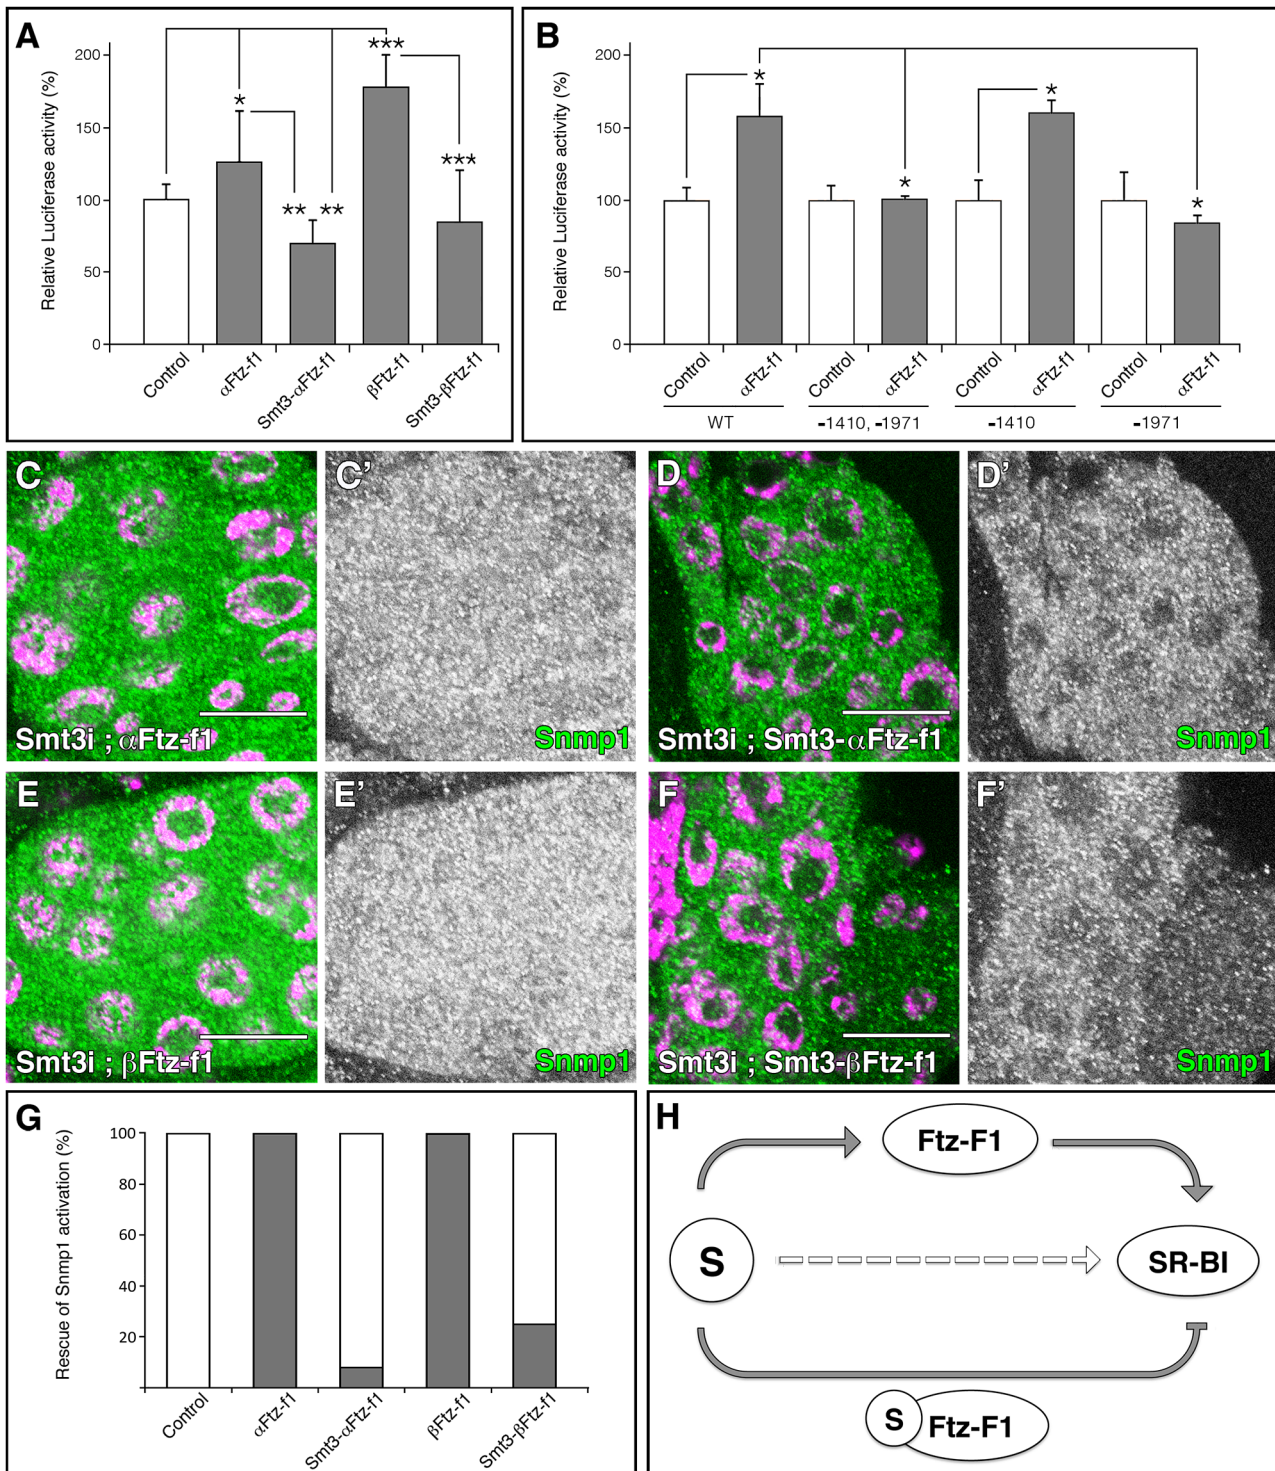 A
Relative Luciferase activity (%)
200
150
100
50
0
*
**
**
***
***
Control
αFtz-f1
Smt3-αFtz-f1
βFtz-f1
Smt3-βFtz-f1
B
Relative Luciferase activity (%)
200
150
100
50
0
*
*
*
*
Control
αFtz-f1
Control
αFtz-f1
Control
αFtz-f1
Control
αFtz-f1
WT
-1410, -1971
-1410
-1971
C
Smt3i ; αFtz-f1
C’
Snmp1
D
Smt3i ; Smt3-αFtz-f1
D’
Snmp1
E
Smt3i ; βFtz-f1
E’
Snmp1
F
Smt3i ; Smt3-βFtz-f1
F’
Snmp1
G
Rescue of Snmp1 activation (%)
100
80
60
40
20
Control
αFtz-f1
Smt3-αFtz-f1
βFtz-f1
Smt3-βFtz-f1
H
Ftz-F1
S
SR-BI
S
Ftz-F1